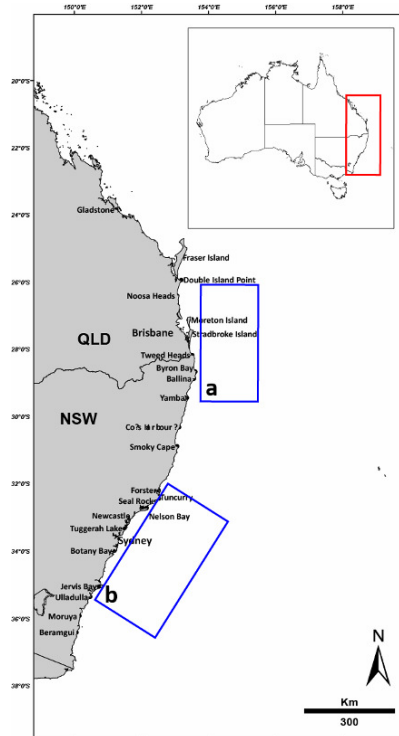 150°0'E 152°0'E 154°0'E 156°0'E 158°0'E
20°0'S
22°0'S
24°0'S
Gladstone
Fraser Island
26°0'S
Double Island Point
Noosa Heads
Moreton Island
Brisbane
Stradbroke Island
QLD
28°0'S
Tweed Heads
Byron Bay
a
Ballina
Yamba
30°0'S
NSW
Smoky Cape
32°0'S
Forster
Tuncurry
Seal Rocks
Newcastle
Nelson Bay
Tuggerah Lake
Sydney
34°0'S
Botany Bay
Jervis Bay
b
Ulladulla
36°0'S
Moruya
Beramgui
N
38°0'S
Km
300